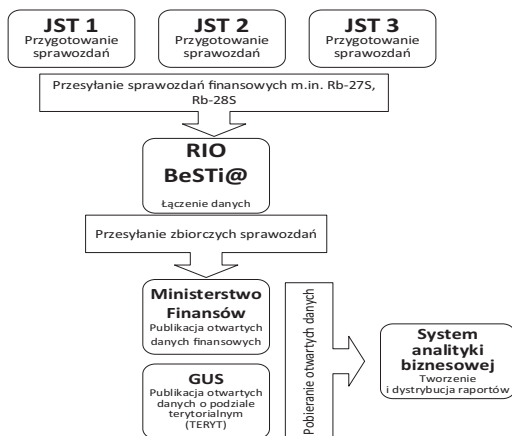 JST 1
Przygotowanie
sprawozdań
JST 2
Przygotowanie
sprawozdań
JST 3
Przygotowanie
sprawozdań
Przesyłanie sprawozdań finansowych m.in. Rb-27S,
Rb-28S
RIO
BeSTi@
Łączenie danych
Przesyłanie zbiorczych sprawozdań
Ministerstwo
Finansów
Publikacja otwartych
danych finansowych
GUS
Publikacja otwartych
danych o podziale
terytorialnym
(TERYT)
Pobieranie otwartych danych
System
analityki
biznesowej
Tworzenie
i dystrybucja raportów